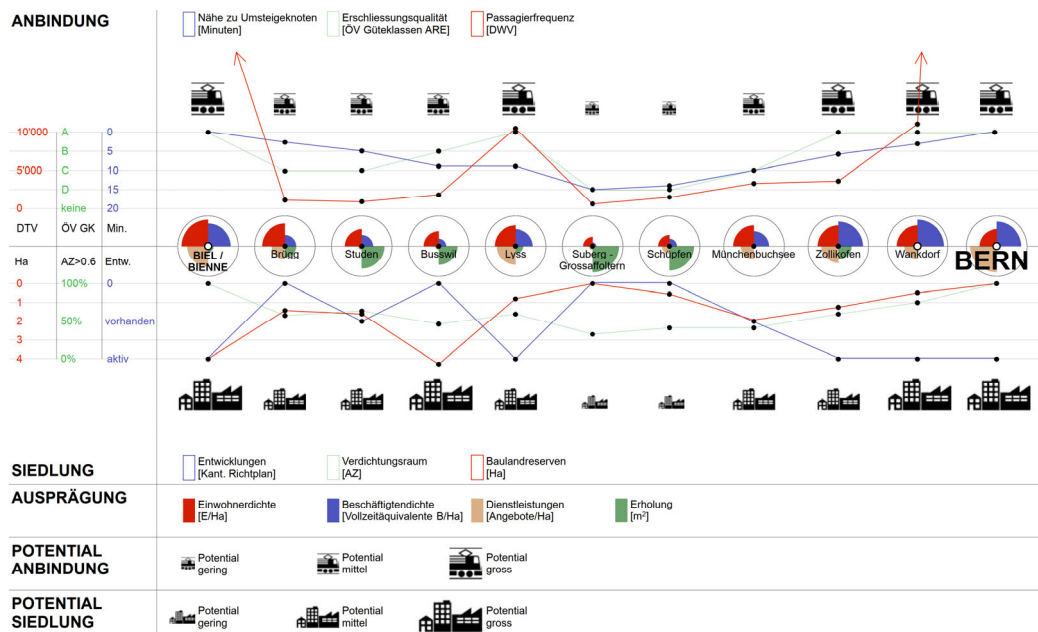 ANBINDUNG
Nähe zu Umsteigeknoten
[Minuten]
Erschliessungsqualität
[ÖV Güteklassen ARE]
Passagierfrequenz
[DWV]
10'000 A 0
B 5
5'000 C 10
D 15
0 keine 20
DTV ÖV GK Min.
BIEL /
BIENNE
Brügg
Studen
Busswil
Lyss
Suberg -
Grossaffoltern
Schüpfen
Münchenbuchsee
Zollikofen
Wankdorf
BERN
Ha AZ>0.6 Entw.
0 100% 0
1
2 50% vorhanden
3
4 0% aktiv
SIEDLUNG
Entwicklungen
[Kant. Richtplan]
Verdichtungsraum
[AZ]
Baulandreserven
[Ha]
AUSPRÄGUNG
Einwohnerdichte
[E/Ha]
Beschäftigtendichte
[Vollzeitäquivalente B/Ha]
Dienstleistungen
[Angebote/Ha]
Erholung
[m²]
POTENTIAL
ANBINDUNG
Potential
gering
Potential
mittel
Potential
gross
POTENTIAL
SIEDLUNG
Potential
gering
Potential
mittel
Potential
gross